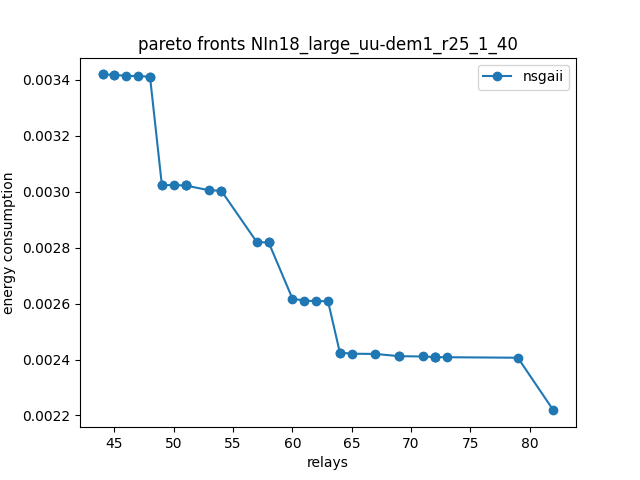 pareto fronts NIn18_large_uu-dem1_r25_1_40
nsgaii
energy consumption
0.0034
0.0032
0.0030
0.0028
0.0026
0.0024
0.0022
45 50 55 60 65 70 75 80
relays